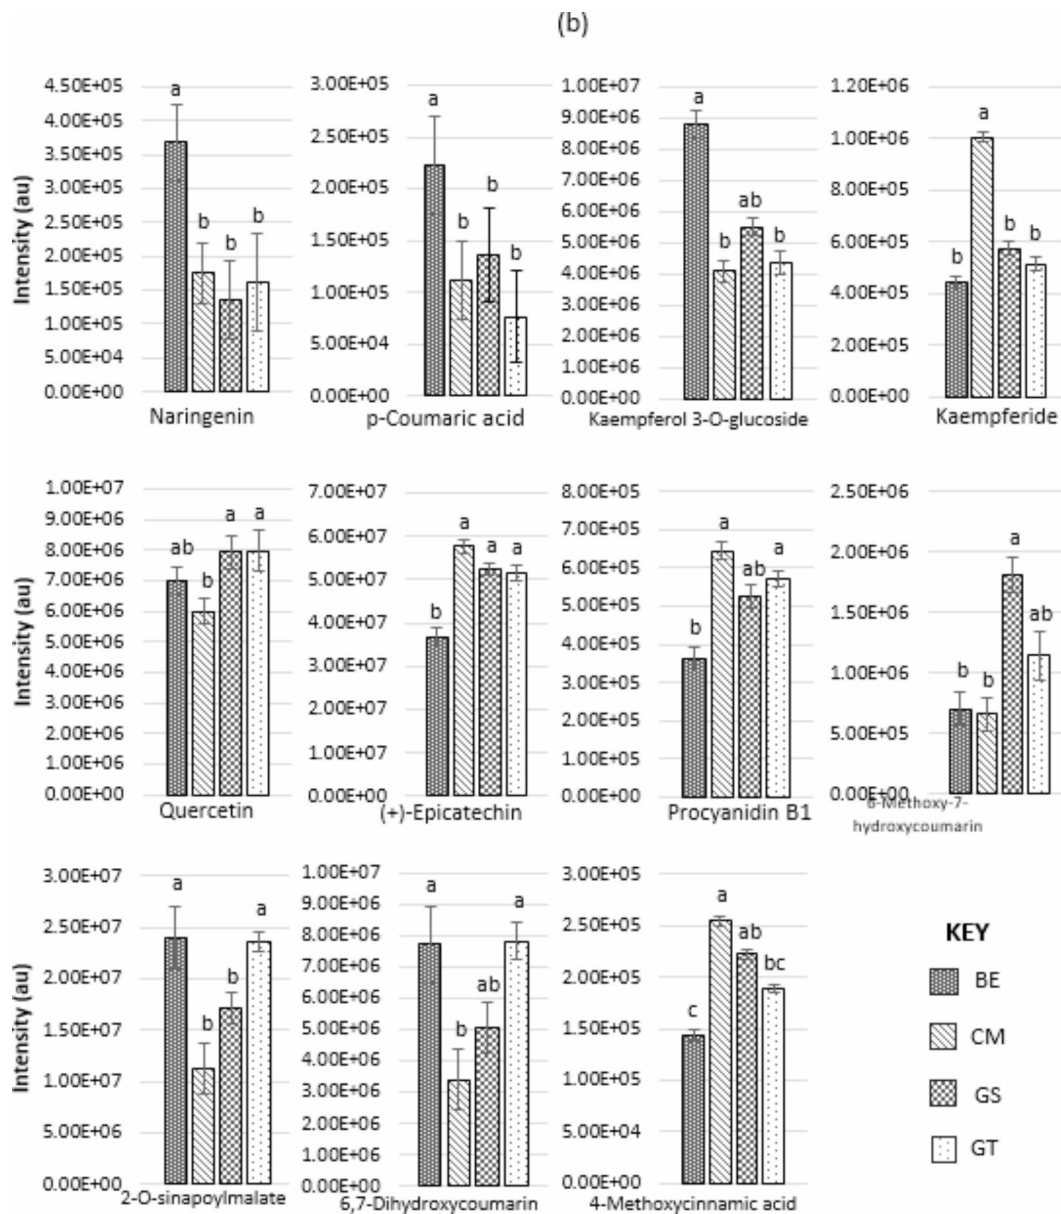 (b)
Intensity (au)
4.50E+05
4.00E+05
3.50E+05
3.00E+05
2.50E+05
2.00E+05
1.50E+05
1.00E+05
5.00E+04
0.00E+00
a
b
b
b
Naringenin
3.00E+05
2.50E+05
2.00E+05
1.50E+05
1.00E+05
5.00E+04
0.00E+00
a
b
b
b
p-Coumaric acid
1.00E+07
9.00E+06
8.00E+06
7.00E+06
6.00E+06
5.00E+06
4.00E+06
3.00E+06
2.00E+06
1.00E+06
0.00E+00
a
b
ab
b
Kaempferol 3-O-glucoside
1.20E+06
1.00E+06
8.00E+05
6.00E+05
4.00E+05
2.00E+05
0.00E+00
b
a
b
b
Kaempferide
Intensity (au)
1.00E+07
9.00E+06
8.00E+06
7.00E+06
6.00E+06
5.00E+06
4.00E+06
3.00E+06
2.00E+06
1.00E+06
0.00E+00
ab
b
a
a
Quercetin
7.00E+07
6.00E+07
5.00E+07
4.00E+07
3.00E+07
2.00E+07
1.00E+07
0.00E+00
b
a
a
a
(+)-Epicatechin
8.00E+05
7.00E+05
6.00E+05
5.00E+05
4.00E+05
3.00E+05
2.00E+05
1.00E+05
0.00E+00
b
a
ab
a
Procyanidin B1
2.50E+06
2.00E+06
1.50E+06
1.00E+06
5.00E+05
0.00E+00
b
b
a
ab
6-Methoxy-7-
hydroxycoumarin
Intensity (au)
3.00E+07
2.50E+07
2.00E+07
1.50E+07
1.00E+07
5.00E+06
0.00E+00
a
b
b
a
2-O-sinapoylmalate
1.00E+07
9.00E+06
8.00E+06
7.00E+06
6.00E+06
5.00E+06
4.00E+06
3.00E+06
2.00E+06
1.00E+06
0.00E+00
a
b
ab
a
6,7-Dihydroxycoumarin
3.00E+05
2.50E+05
2.00E+05
1.50E+05
1.00E+05
5.00E+04
0.00E+00
c
a
ab
bc
4-Methoxycinnamic acid
KEY
BE
CM
GS
GT